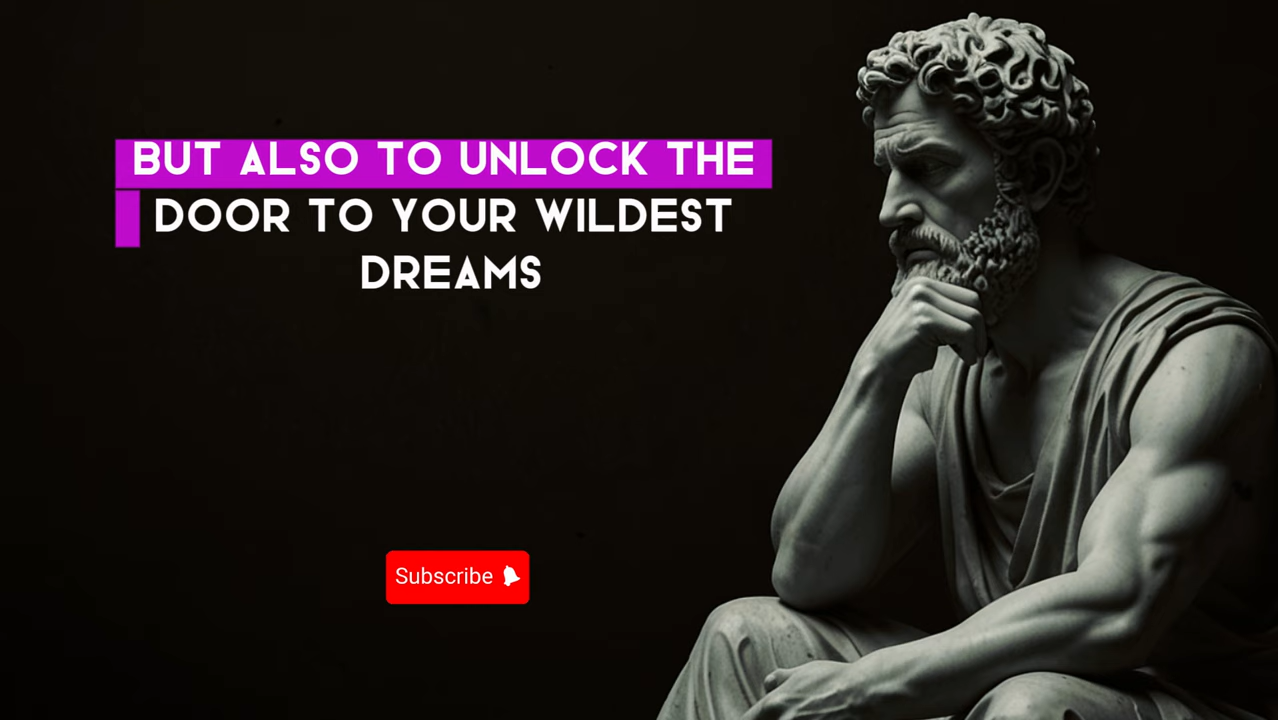 BUT ALSO TO UNLOCK THE
DOOR TO YOUR WILDEST
DREAMS
Subscribe